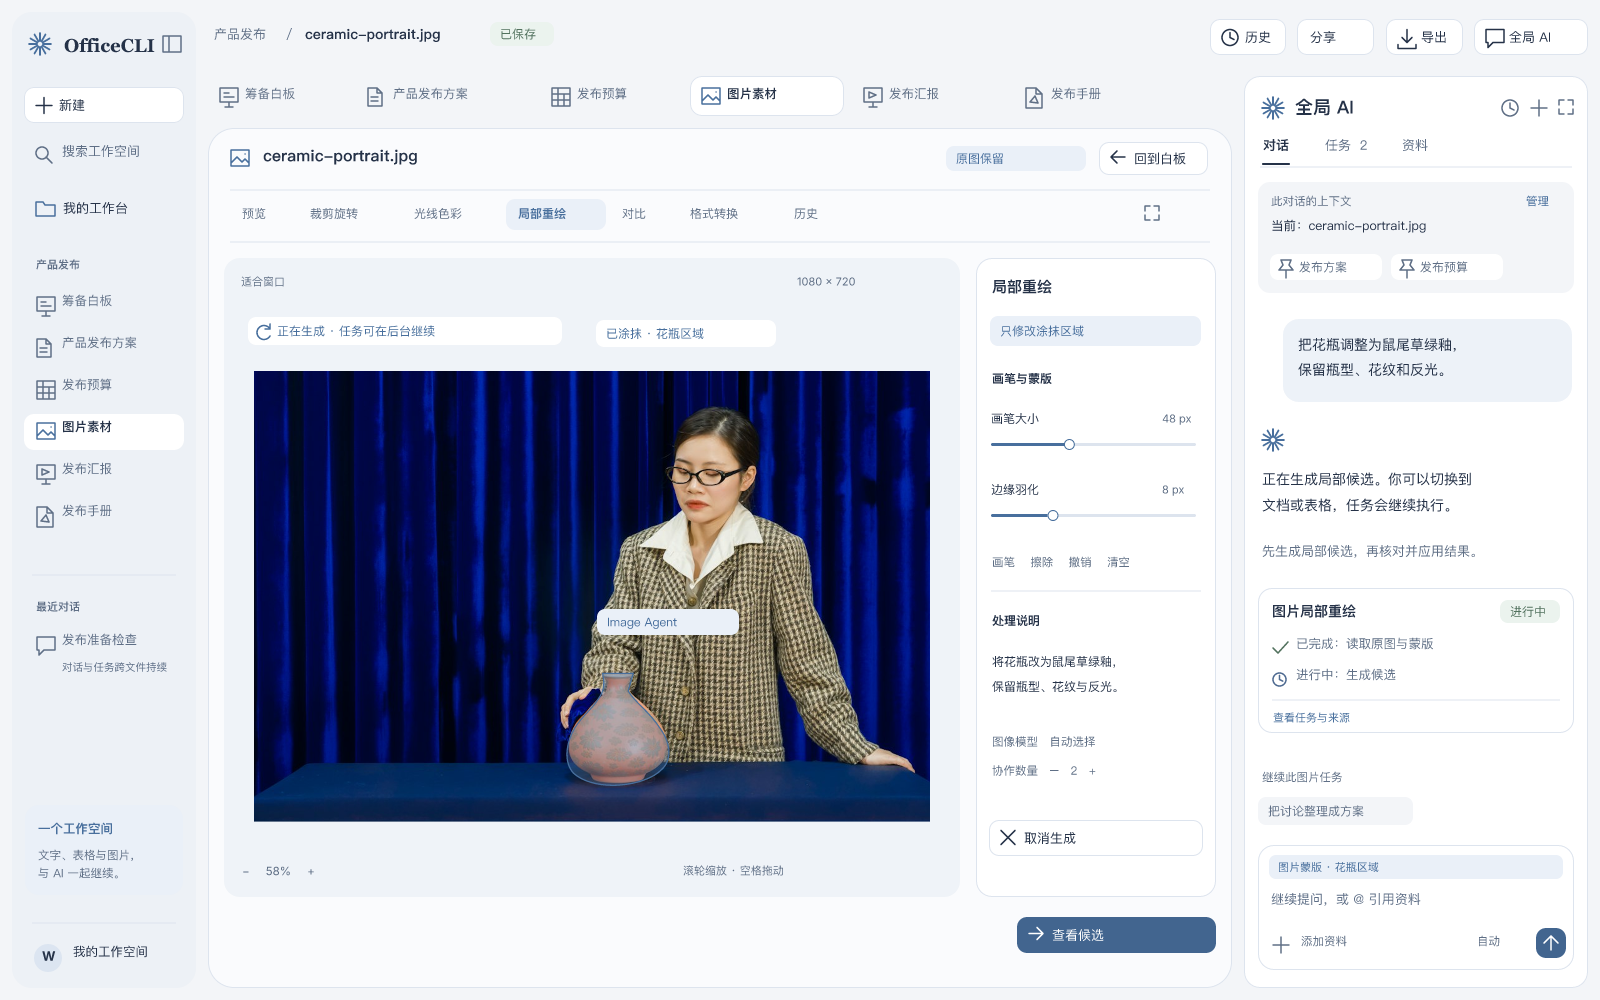 OfficeCLI
新建
搜索工作空间
我的工作台
产品发布
筹备白板
产品发布方案
发布预算
图片素材
发布汇报
发布手册
最近对话
发布准备检查
对话与任务跨文件持续
一个工作空间
文字、表格与图片，
与 AI 一起继续。
W 我的工作空间
产品发布 / ceramic-portrait.jpg 已保存
历史 分享 导出 全局 AI
筹备白板 产品发布方案 发布预算 图片素材 发布汇报 发布手册
ceramic-portrait.jpg 原图保留 回到白板
预览 裁剪旋转 光线色彩 局部重绘 对比 格式转换 历史
适合窗口 1080 × 720
正在生成 · 任务可在后台继续 已涂抹 · 花瓶区域
Image Agent
- 58% + 滚轮缩放 · 空格拖动
局部重绘
只修改涂抹区域
画笔与蒙版
画笔大小 48 px
边缘羽化 8 px
画笔 擦除 撤销 清空
处理说明
将花瓶改为鼠尾草绿釉，
保留瓶型、花纹与反光。
图像模型 自动选择
协作数量 — 2 +
取消生成
查看候选
全局 AI
对话 任务 2 资料
此对话的上下文 管理
当前：ceramic-portrait.jpg
发布方案 发布预算
把花瓶调整为鼠尾草绿釉，
保留瓶型、花纹和反光。
正在生成局部候选。你可以切换到
文档或表格，任务会继续执行。
先生成局部候选，再核对并应用结果。
图片局部重绘 进行中
已完成：读取原图与蒙版
进行中：生成候选
查看任务与来源
继续此图片任务
把讨论整理成方案
图片蒙版 · 花瓶区域
继续提问，或 @ 引用资料
添加资料 自动